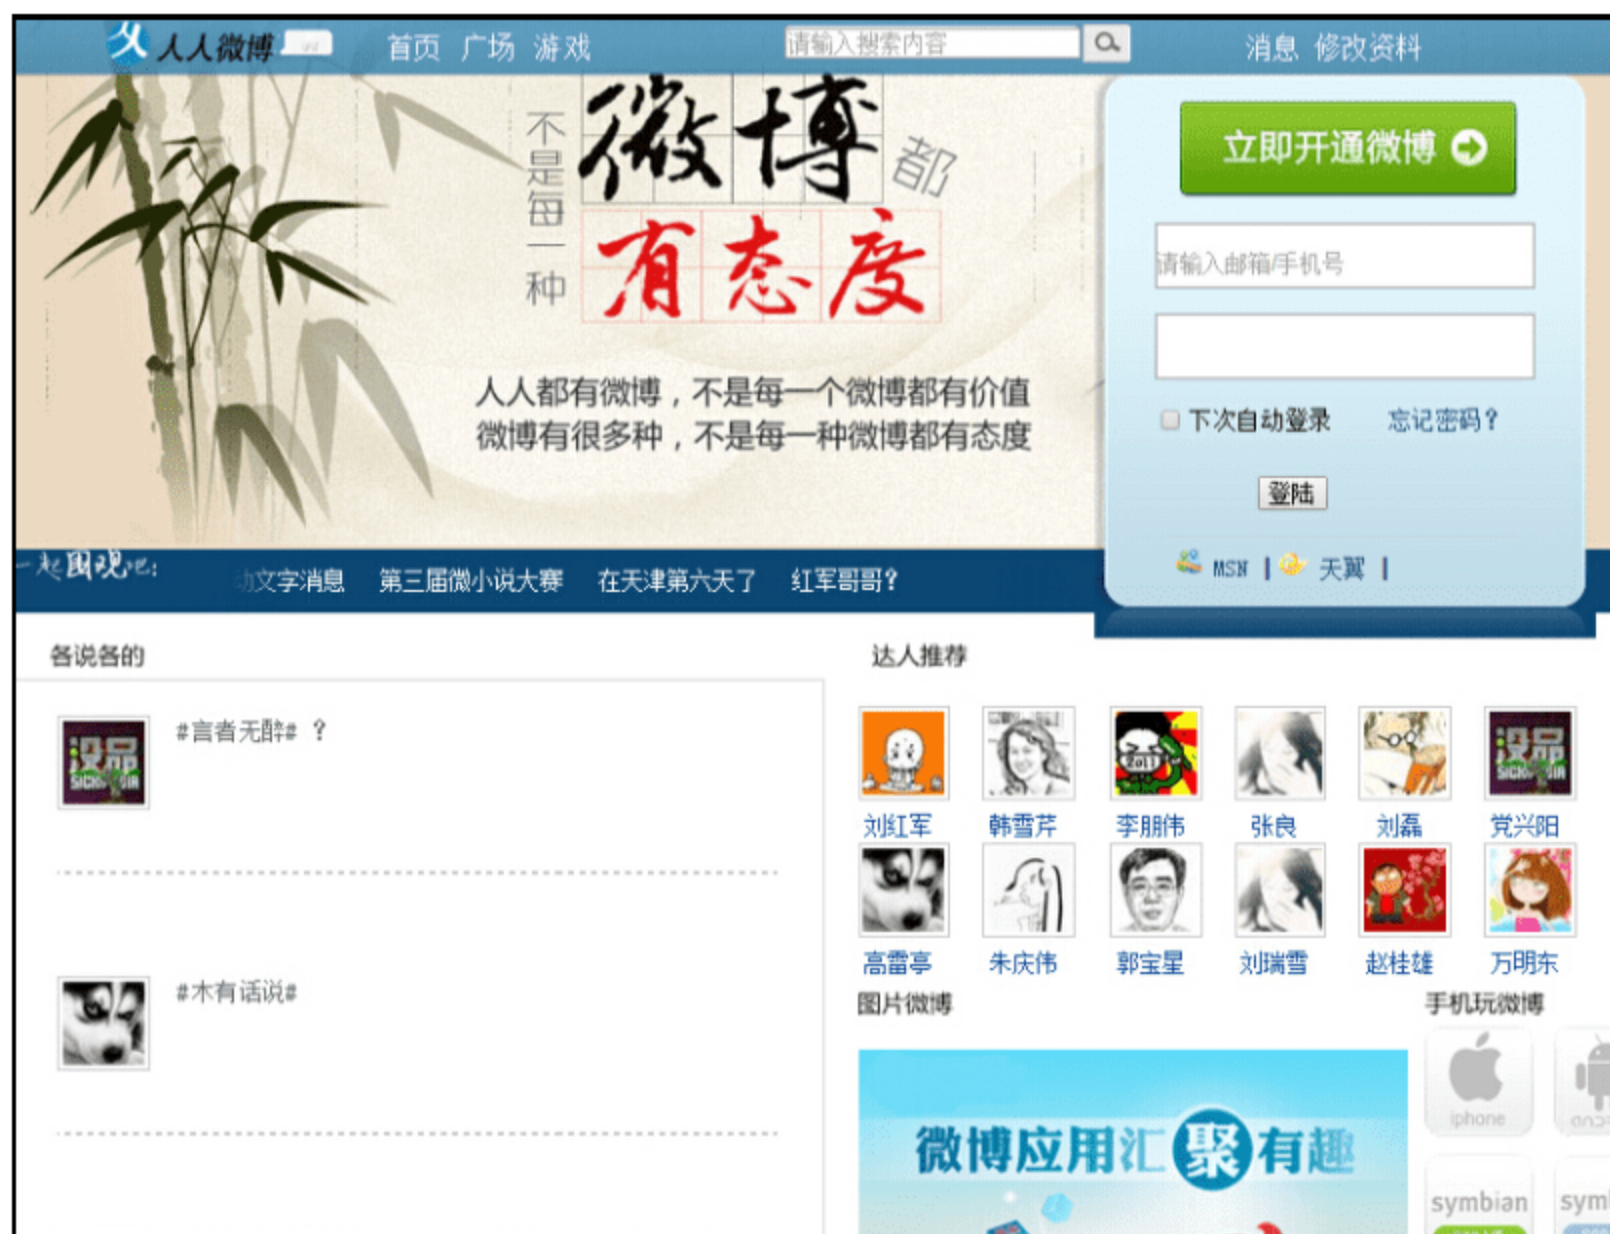 人人微博
首页 广场 游戏
请输入搜索内容
消息 修改资料
不是每一种
微博都
有态度
人人都有微博，不是每一个微博都有价值
微博有很多种，不是每一种微博都有态度
立即开通微博
请输入邮箱/手机号
下次自动登录 忘记密码?
登陆
MSN | 天翼 |
一起围观吧:
动文字消息 第三届微小说大赛 在天津第六天了 红军哥哥?
各说各的
#言者无醉# ?
没品
#木有话说#
达人推荐
2011
没品
刘红军 韩雪芹 李朋伟 张良 刘磊 党兴阳
高雷亭 朱庆伟 郭宝星 刘瑞雪 赵桂雄 万明东
图片微博
微博应用汇聚有趣
手机玩微博
iphone
symbian